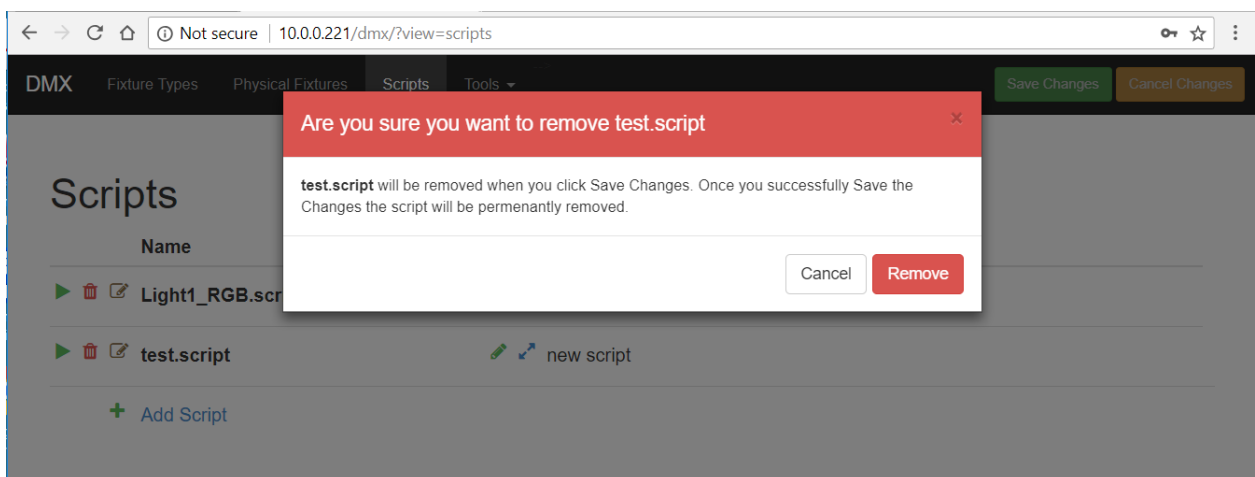 Not secure | 10.0.0.221/dmx/?view=scripts
DMX Fixture Types Physical Fixtures Scripts Tools Save Changes Cancel Changes
Are you sure you want to remove test.script ×
test.script will be removed when you click Save Changes. Once you successfully Save the
Changes the script will be permenantly removed.
Cancel Remove
Scripts
Name
Light1_RGB.scr
test.script new script
Add Script